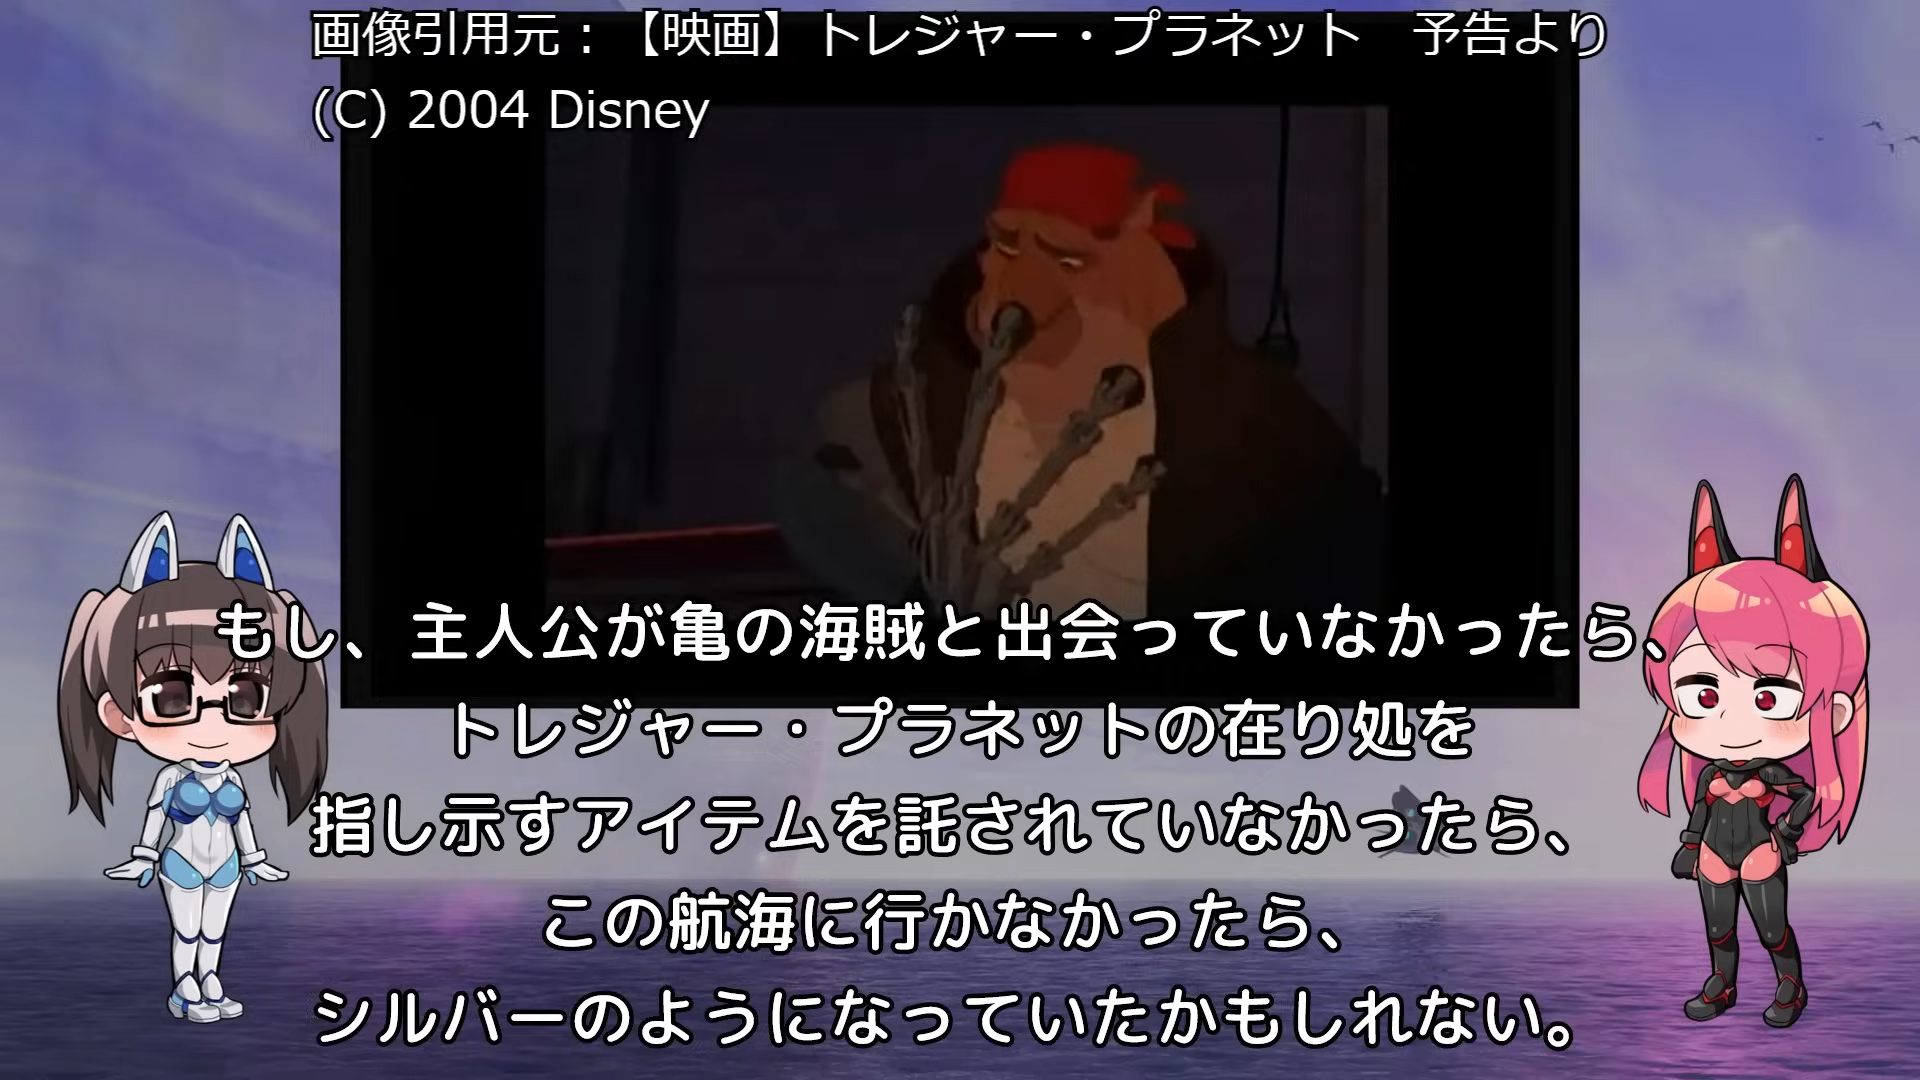 画像引用元：【映画】トレジャー・プラネット　予告より
(C) 2004 Disney
もし、主人公が亀の海賊と出会っていなかったら、
トレジャー・プラネットの在り処を
指し示すアイテムを託されていなかったら、
この航海に行かなかったら、
シルバーのようになっていたかもしれない。